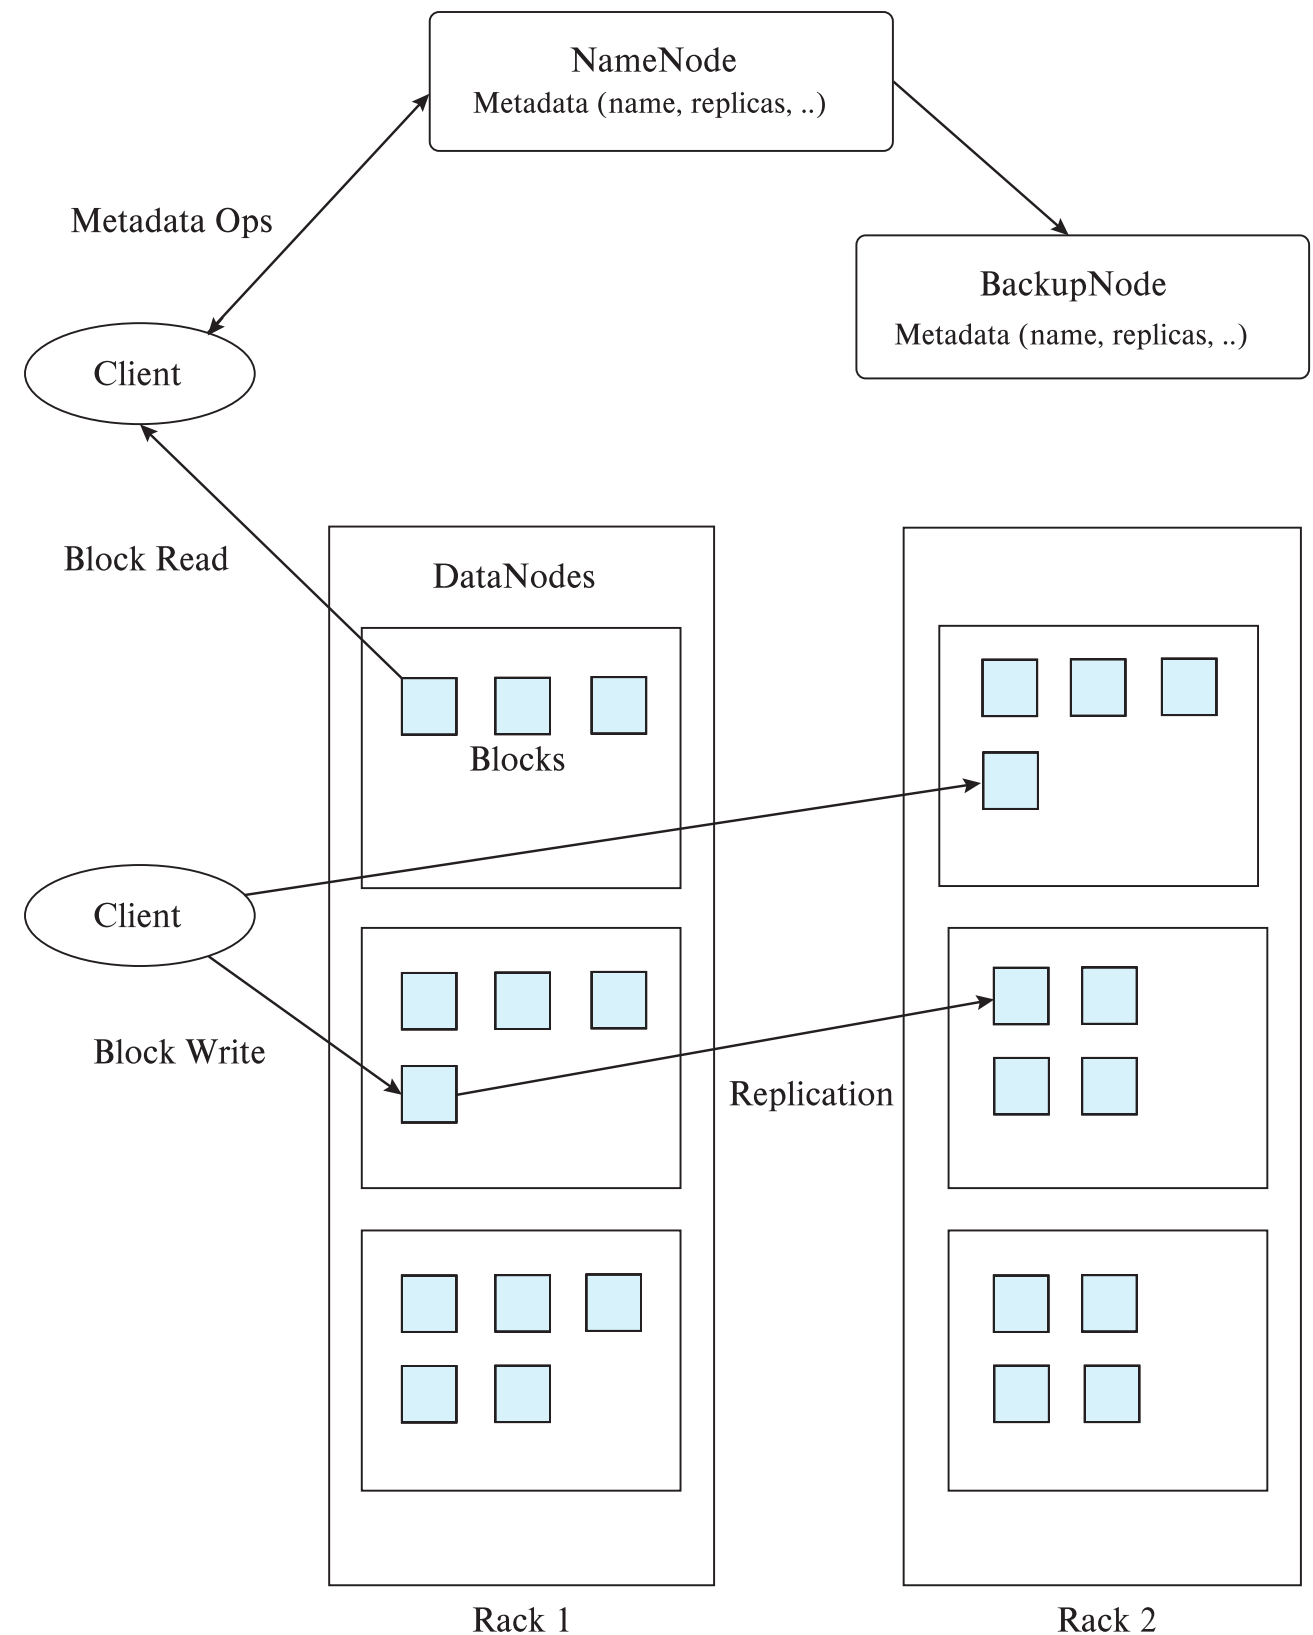 NameNode
Metadata (name, replicas, ..)
Metadata Ops
BackupNode
Metadata (name, replicas, ..)
Client
Block Read
DataNodes
Blocks
Client
Block Write
Replication
Rack 1
Rack 2